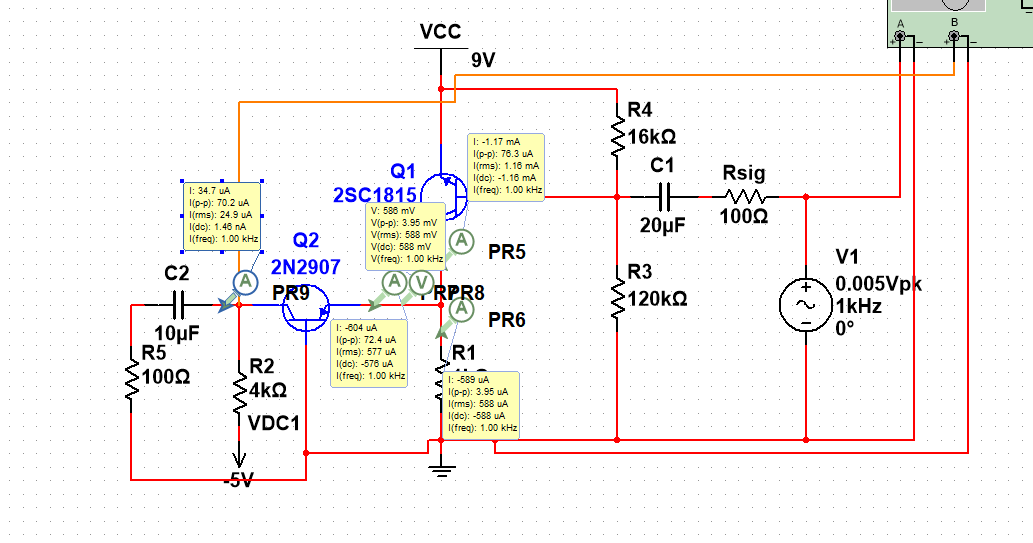 VCC
9V
A
B
R4
16kΩ
C1
20µF
Rsig
100Ω
I: -1.17 mA
I(p-p): 76.3 uA
I(rms): 1.16 mA
I(dc): -1.16 mA
I(freq): 1.00 kHz
Q1
2SC1815
I: 34.7 uA
I(p-p): 70.2 uA
I(rms): 24.9 uA
I(dc): 1.46 nA
I(freq): 1.00 kHz
V: 586 mV
V(p-p): 3.95 mV
V(rms): 588 mV
V(dc): 588 mV
V(freq): 1.00 kHz
A
PR5
Q2
2N2907
C2
10µF
A
PR9
A
V
PR8
A
PR6
R3
120kΩ
V1
0.005Vpk
1kHz
0°
I: -604 uA
I(p-p): 72.4 uA
I(rms): 577 uA
I(dc): -576 uA
I(freq): 1.00 kHz
R5
100Ω
R2
4kΩ
VDC1
-5V
R1
I: -589 uA
I(p-p): 3.95 uA
I(rms): 588 uA
I(dc): -588 uA
I(freq): 1.00 kHz